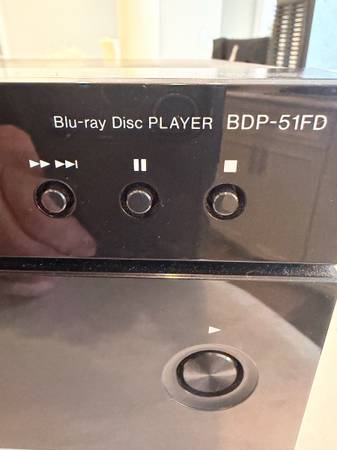 Blu-ray Disc PLAYER BDP-51FD